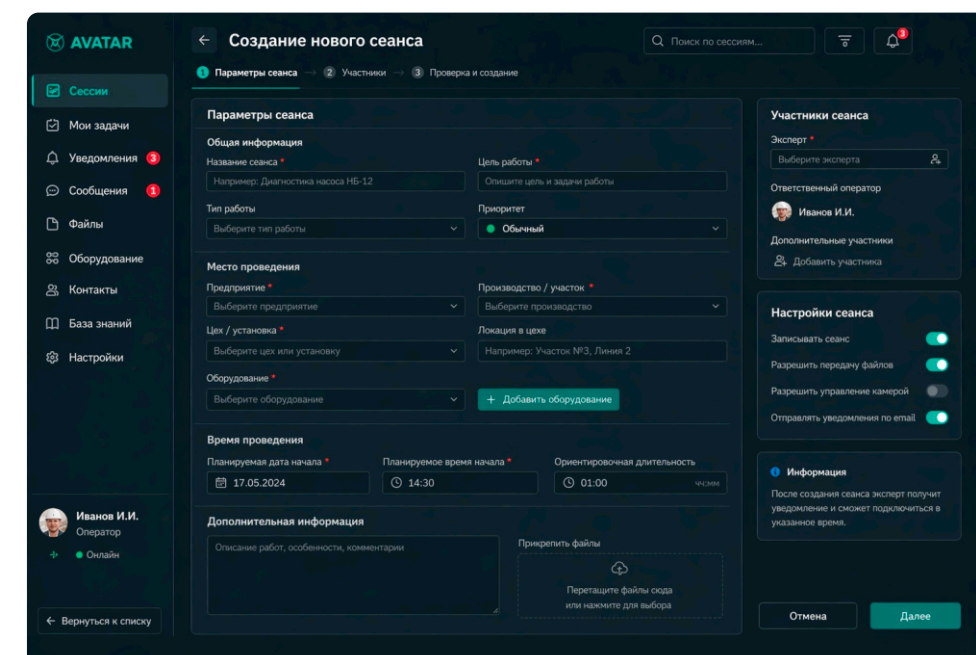 AVATAR
Сессии
Мои задачи
Уведомления 3
Сообщения 1
Файлы
Оборудование
Контакты
База знаний
Настройки
Иванов И.И.
Оператор
Онлайн
← Вернуться к списку
← Создание нового сеанса
Поиск по сессиям...
3
1 Параметры сеанса → 2 Участники → 3 Проверка и создание
Параметры сеанса
Общая информация
Название сеанса * Цель работы *
Например: Диагностика насоса НБ-12 Опишите цель и задачи работы
Тип работы Приоритет
Выберите тип работы Обычный
Место проведения
Предприятие * Производство / участок *
Выберите предприятие Выберите производство
Цех / установка * Локация в цехе
Выберите цех или установку Например: Участок №3, Линия 2
Оборудование *
Выберите оборудование + Добавить оборудование
Время проведения
Планируемая дата начала * Планируемое время начала * Ориентировочная длительность
17.05.2024 14:30 01:00 чч:мм
Дополнительная информация
Описание работ, особенности, комментарии
Прикрепить файлы
Перетащите файлы сюда
или нажмите для выбора
Участники сеанса
Эксперт *
Выберите эксперта
Ответственный оператор
Иванов И.И.
Дополнительные участники
Добавить участника
Настройки сеанса
Записывать сеанс
Разрешить передачу файлов
Разрешить управление камерой
Отправлять уведомления по email
Информация
После создания сеанса эксперт получит
уведомление и сможет подключиться в
указанное время.
Отмена Далее